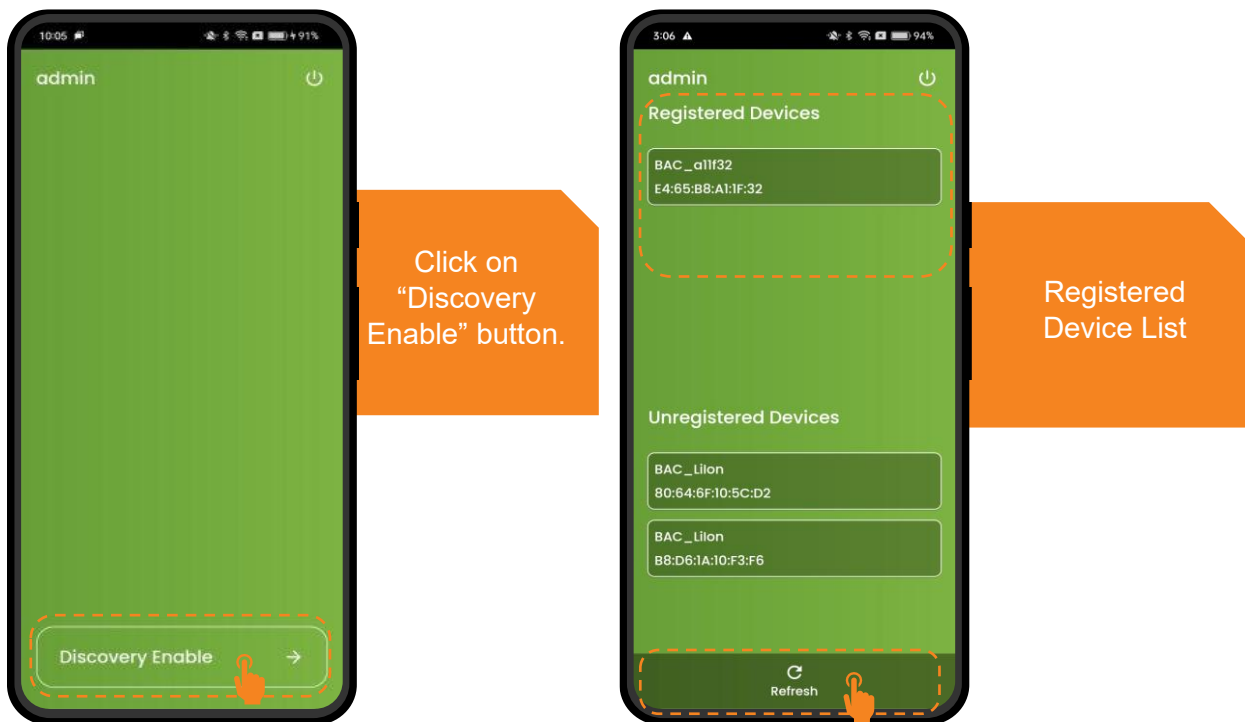 10:05
91%
admin
Discovery Enable
Click on
“Discovery
Enable” button.
3:06
94%
admin
Registered Devices
BAC_a11f32
E4:65:B8:A1:1F:32
Unregistered Devices
BAC_LiIon
80:64:6F:10:5C:D2
BAC_LiIon
B8:D6:1A:10:F3:F6
Refresh
Registered
Device List